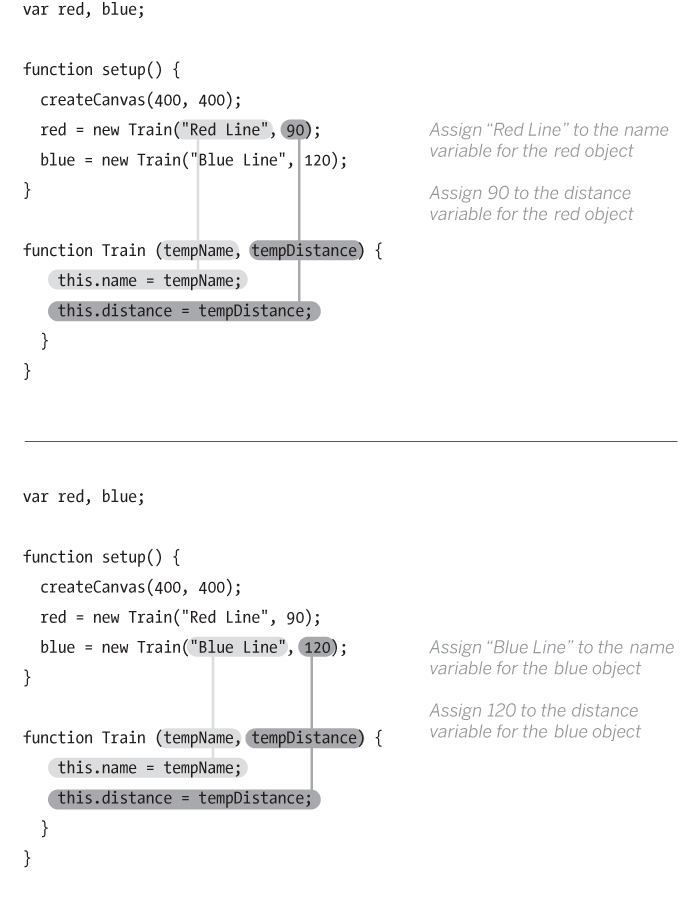 var red, blue;
function setup() {
createCanvas(400, 400);
red = new Train("Red Line", 90);
blue = new Train("Blue Line", 120);
}
Assign “Red Line” to the name
variable for the red object
Assign 90 to the distance
variable for the red object
function Train (tempName, tempDistance) {
this.name = tempName;
this.distance = tempDistance;
}
}
var red, blue;
function setup() {
createCanvas(400, 400);
red = new Train("Red Line", 90);
blue = new Train("Blue Line", 120);
}
Assign “Blue Line” to the name
variable for the blue object
Assign 120 to the distance
variable for the blue object
function Train (tempName, tempDistance) {
this.name = tempName;
this.distance = tempDistance;
}
}